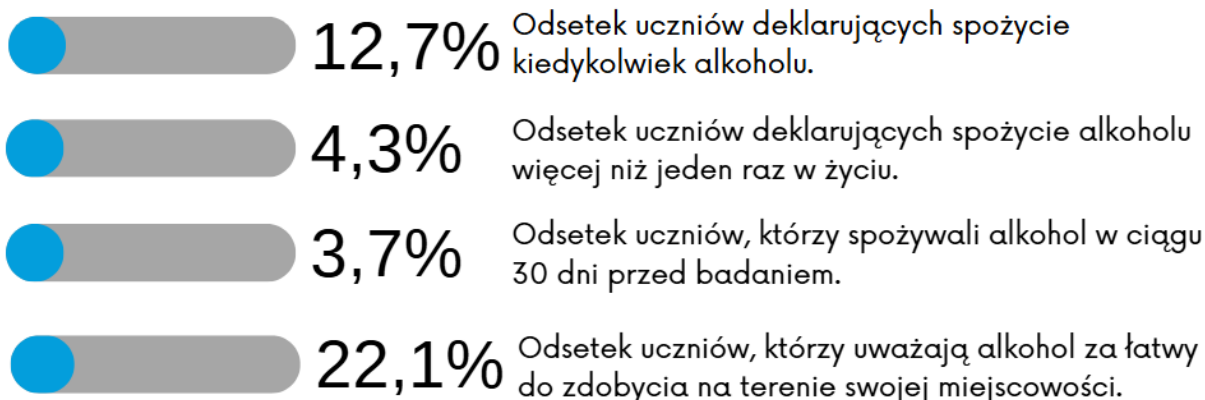 12,7%
Odsetek uczniów deklarujących spożycie
kiedykolwiek alkoholu.
4,3%
Odsetek uczniów deklarujących spożycie alkoholu
więcej niż jeden raz w życiu.
3,7%
Odsetek uczniów, którzy spożywali alkohol w ciągu
30 dni przed badaniem.
22,1%
Odsetek uczniów, którzy uważają alkohol za łatwy
do zdobycia na terenie swojej miejscowości.